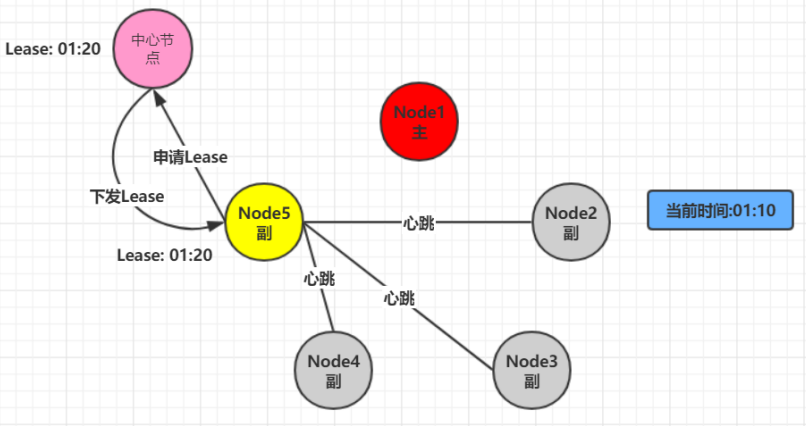 中心节
点
Lease: 01:20
Node1
主
申请Lease
下发Lease
Node5
副
心跳
Node2
副
当前时间:01:10
Lease: 01:20
心跳
心跳
Node4
副
Node3
副